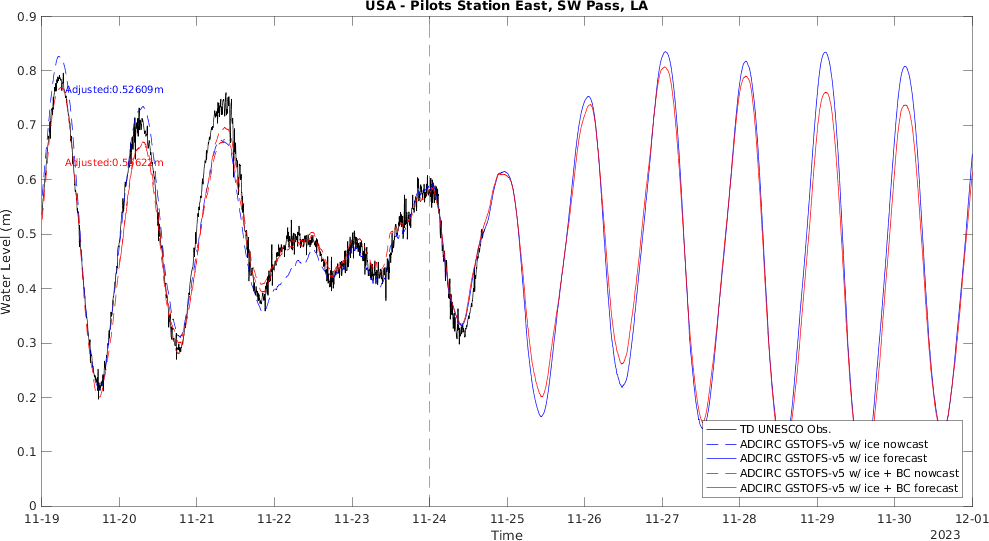 USA - Pilots Station East, SW Pass, LA
0.9
0.8
0.7
0.6
0.5
0.4
0.3
0.2
0.1
0
Water Level (m)
Adjusted:0.52609m
TD UNESCO Obs.
ADCIRC GSTOFS-v5 w/ ice nowcast
ADCIRC GSTOFS-v5 w/ ice forecast
ADCIRC GSTOFS-v5 w/ ice + BC nowcast
ADCIRC GSTOFS-v5 w/ ice + BC forecast
11-19 11-20 11-21 11-22 11-23 11-24 11-25 11-26 11-27 11-28 11-29 11-30 12-01
Time
2023